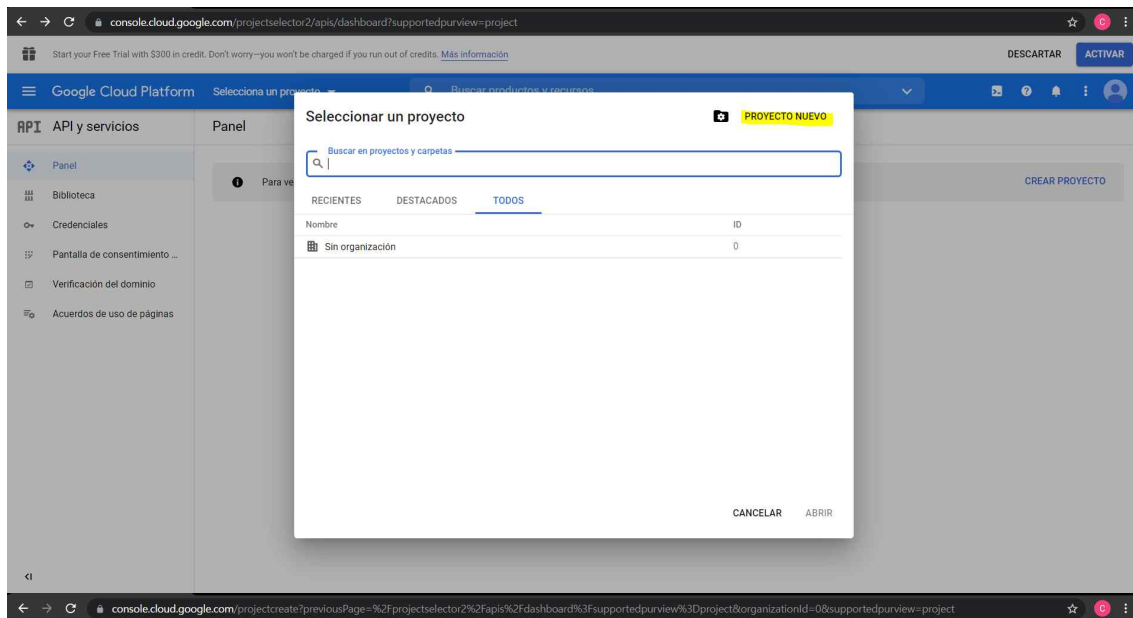 console.cloud.google.com/projectselector2/apis/dashboard?supportedpurview=project
Start your Free Trial with $300 in credit. Don't worry—you won't be charged if you run out of credits. Más información
DESCARTAR
ACTIVAR
Google Cloud Platform
Selecciona un proyecto
Buscar productos y recursos
API API y servicios
Panel
Seleccionar un proyecto
PROYECTO NUEVO
Panel
Buscar en proyectos y carpetas
Para ve
CREAR PROYECTO
Biblioteca
RECIENTES
DESTACADOS
TODOS
Credenciales
Nombre
ID
Sin organización
0
Pantalla de consentimiento ...
Verificación del dominio
Acuerdos de uso de páginas
CANCELAR
ABRIR
console.cloud.google.com/projectcreate?previousPage=%2Fprojectselector2%2Fapis%2Fdashboard%3Fsupportedpurview%3Dproject&organizationId=0&supportedpurview=project